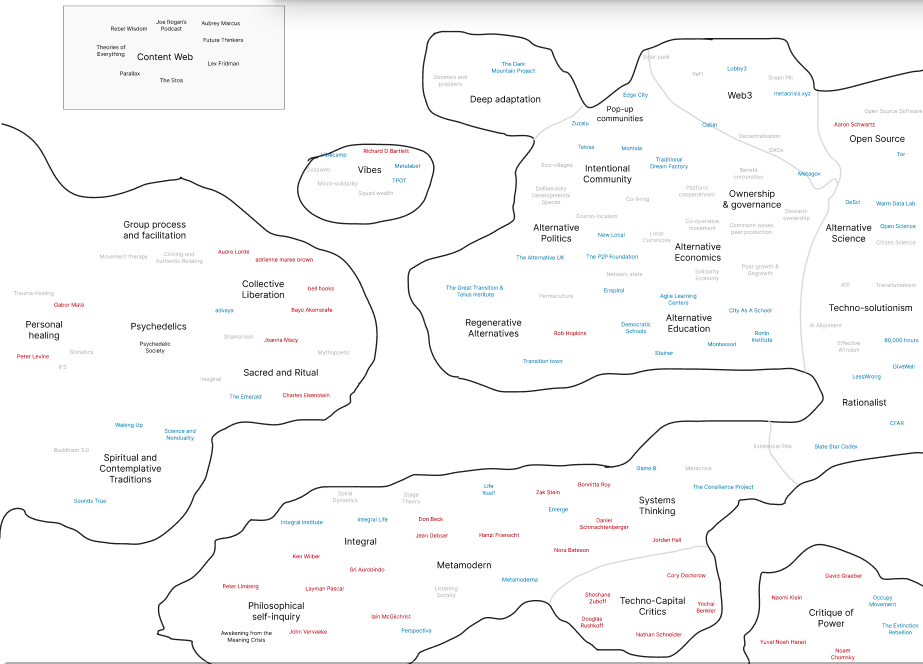 Joe Rogan's
Podcast
Aubrey Marcus
Rebel Wisdom
Future Thinkers
Theories of
Everything
Content Web
Lex Fridman
Parallax
The Stoa
Deep adaptation
The Dark
Mountain Project
Doomers and
preppers
Solar punk
Lobby3
ReFi
Green Pill
Web3
metacrisis.xyz
Edge City
Pop-up
communities
Zuzalu
Cabin
Decentralisation
DAOs
Open Source Software
Aaron Schwartz
Open Source
Tor
Richard D Bartlett
Vibes
Metalabel
Cozyweb
TPOT
Micro-solidarity
Squad wealth
Teloss
Montaia
Traditional
Dream Factory
Eco-villages
Intentional
Community
Benefit
corporation
Metagov
Deliberately
Developmental
Spaces
Platform
cooperativism
Ownership
& governance
Co-living
Cosmo-localism
Steward-
ownership
DeSci
Warm Data Lab
Co-operative
movement
Commons-based
peer production
Alternative
Politics
New Local
Local
Currencies
Alternative
Economics
Alternative
Science
Open Science
Citizen Science
The Alternative UK
The P2P Foundation
Network state
Solidarity
Economy
Post-growth &
Degrowth
AGI
Transhumanism
The Great Transition &
Tellus Institute
Permaculture
Enspiral
Agile Learning
Centers
City As A School
Techno-solutionism
Regenerative
Alternatives
Rob Hopkins
Democratic
Schools
Alternative
Education
Ronin
Institute
AI Alignment
Effective
Altruism
80,000 hours
Montessori
Steiner
Transition town
GiveWell
LessWrong
Rationalist
CFAR
Slate Star Codex
Existential Risk
Group process
and facilitation
Movement therapy
Circling and
Authentic Relating
Audre Lorde
adrienne maree brown
Collective
Liberation
bell hooks
Trauma-healing
Gabor Maté
advaya
Bayo Akomolafe
Personal
healing
Psychedelics
Psychedelic
Society
Shamanism
Joanna Macy
Mythopoetic
Peter Levine
Somatics
IFS
Imaginal
Sacred and Ritual
The Emerald
Charles Eisenstein
Waking Up
Science and
Nonduality
Buddhism 3.0
Spiritual and
Contemplative
Traditions
Sounds True
Game B
Metacrisis
The Consilience Project
Life
Itself
Bonnitta Roy
Zak Stein
Spiral
Dynamics
Stage
Theory
Systems
Thinking
Emerge
Integral Institute
Integral Life
Don Beck
Daniel
Schmachtenberger
Jean Gebser
Hanzi Freinacht
Jordan Hall
Integral
Nora Bateson
Ken Wilber
Sri Aurobindo
Metamodern
Metamoderna
Cory Doctorow
Peter Limberg
Layman Pascal
Listening
Society
Shoshana
Zuboff
Techno-Capital
Critics
Yochai
Benkler
Philosophical
self-inquiry
Iain McGilchrist
Douglas
Rushkoff
Awakening from the
Meaning Crisis
John Vervaeke
Perspectiva
Nathan Schneider
David Graeber
Naomi Klein
Occupy
Movement
Critique of
Power
The Extinction
Rebellion
Yuval Noah Harari
Noam
Chomsky